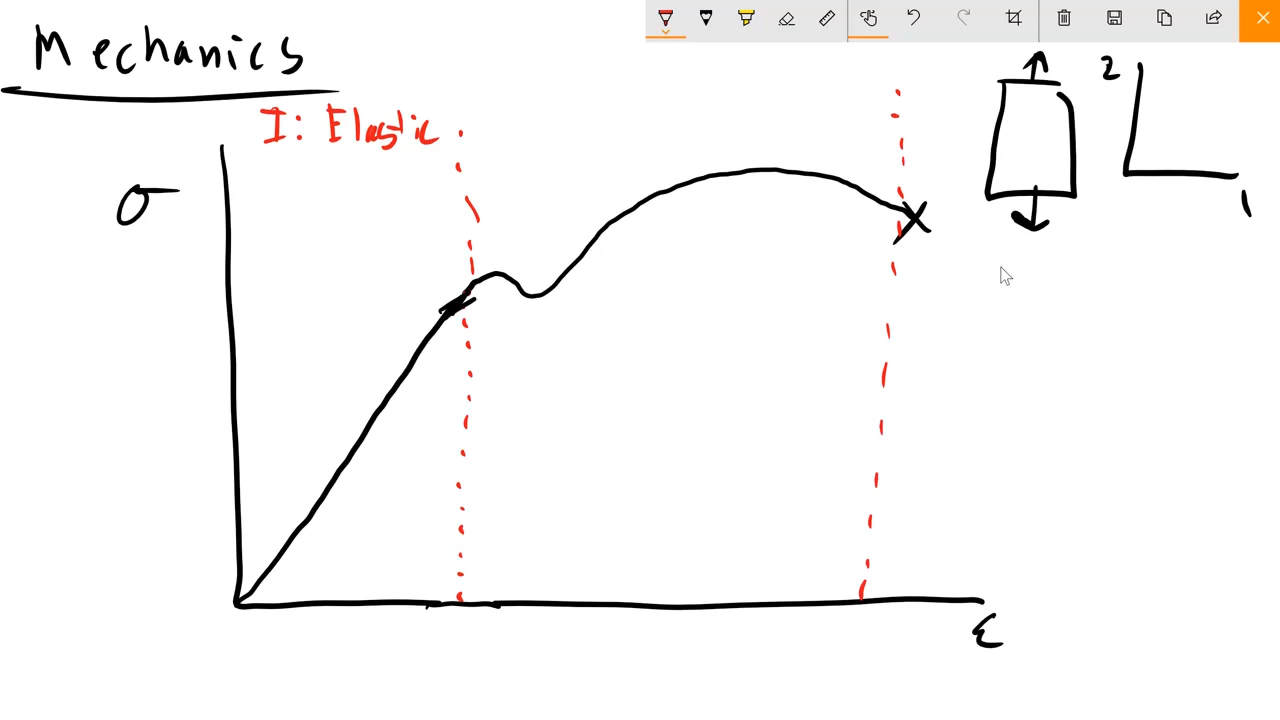 Mechanics
I: Elastic
σ
ε
2
1